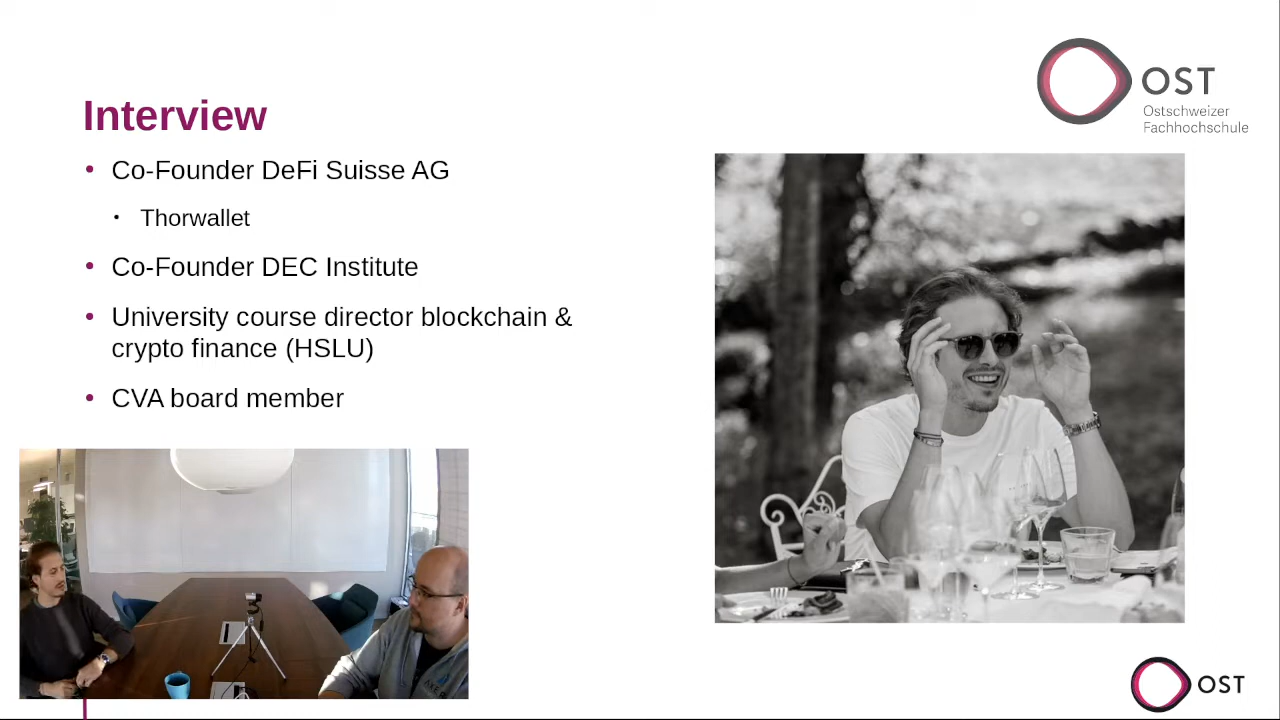 OST
Ostschweizer
Fachhochschule
Interview
• Co-Founder DeFi Suisse AG
• Thorwallet
• Co-Founder DEC Institute
• University course director blockchain &
crypto finance (HSLU)
• CVA board member
OST